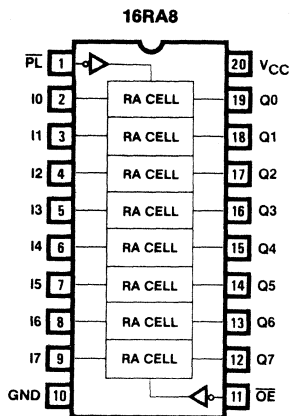 16RA8
P̅L̅ 1 20 VCC
I0 2 RA CELL 19 Q0
I1 3 RA CELL 18 Q1
I2 4 RA CELL 17 Q2
I3 5 RA CELL 16 Q3
I4 6 RA CELL 15 Q4
I5 7 RA CELL 14 Q5
I6 8 RA CELL 13 Q6
I7 9 RA CELL 12 Q7
GND 10 11 O̅E̅